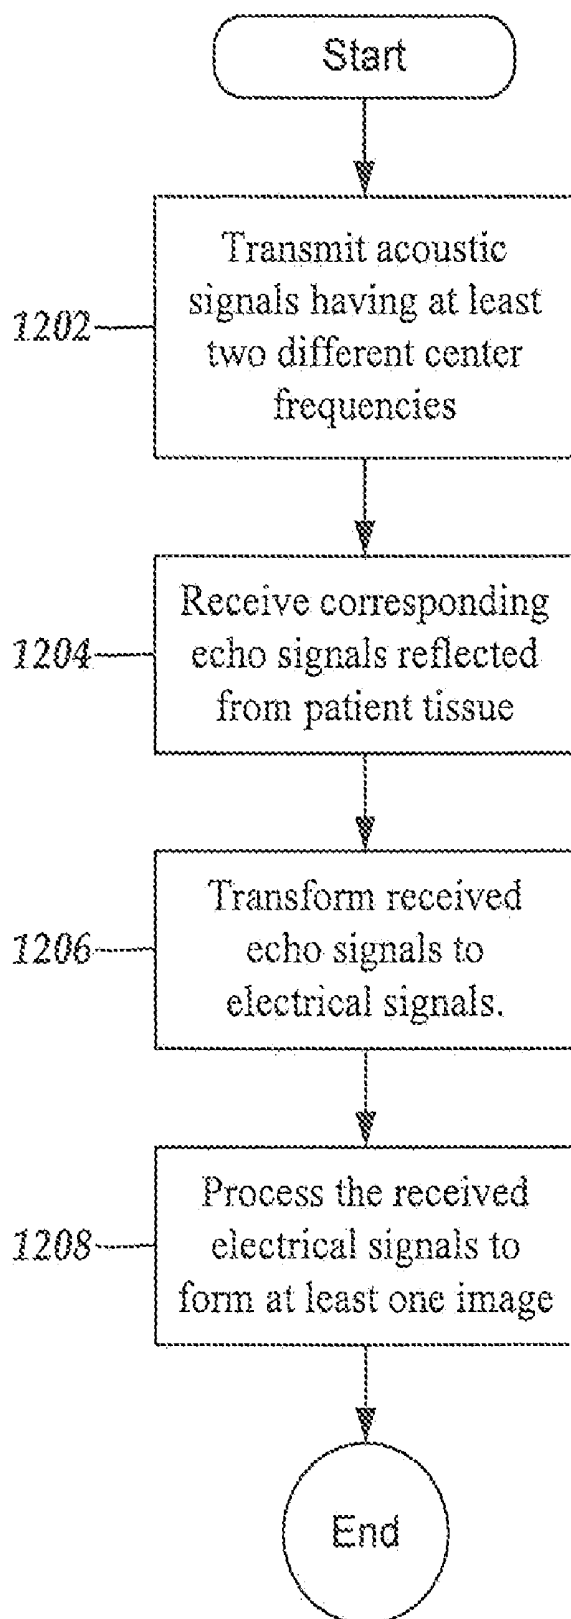 Start
1202
Transmit acoustic
signals having at least
two different center
frequencies
1204
Receive corresponding
echo signals reflected
from patient tissue
1206
Transform received
echo signals to
electrical signals.
1208
Process the received
electrical signals to
form at least one image
End